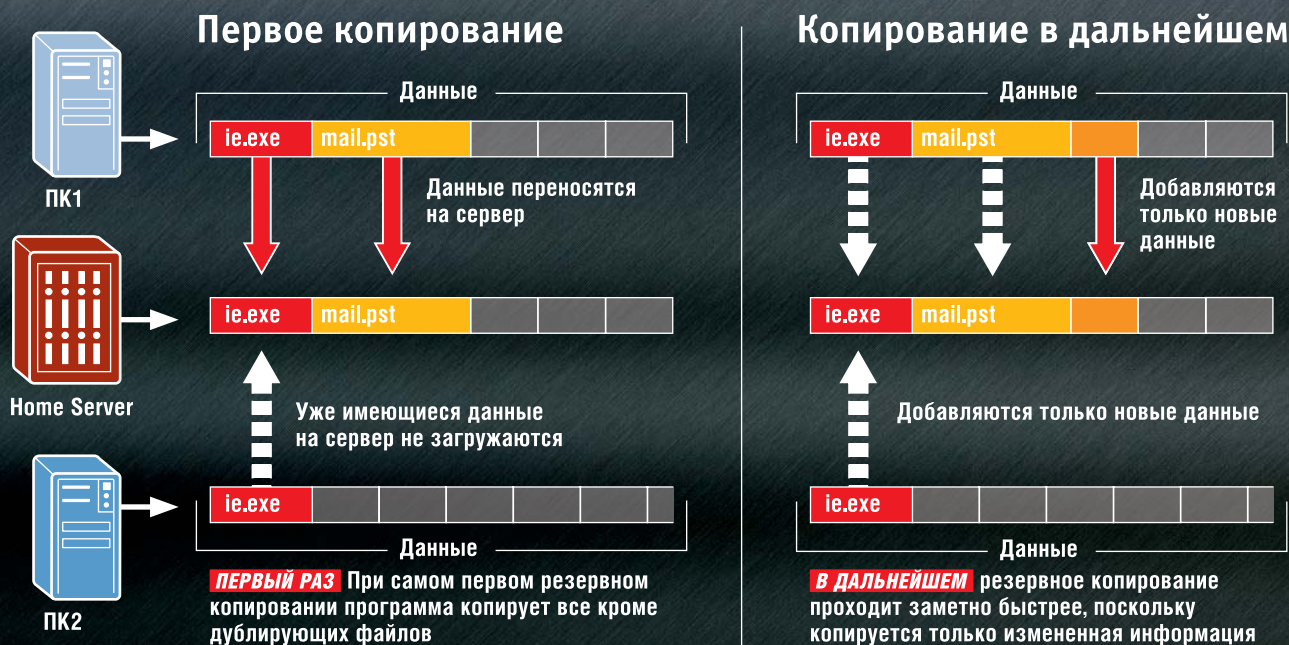 Первое копирование
Данные
ie.exe mail.pst
Данные переносятся
на сервер
ПК1
ie.exe mail.pst
Home Server
Уже имеющиеся данные
на сервер не загружаются
ie.exe
Данные
ПК2
ПЕРВЫЙ РАЗ При самом первом резервном
копировании программа копирует все кроме
дублирующих файлов
Копирование в дальнейшем
Данные
ie.exe mail.pst
Добавляются
только новые
данные
ie.exe mail.pst
Добавляются только новые данные
ie.exe
Данные
В ДАЛЬНЕЙШЕМ резервное копирование
проходит заметно быстрее, поскольку
копируется только измененная информация